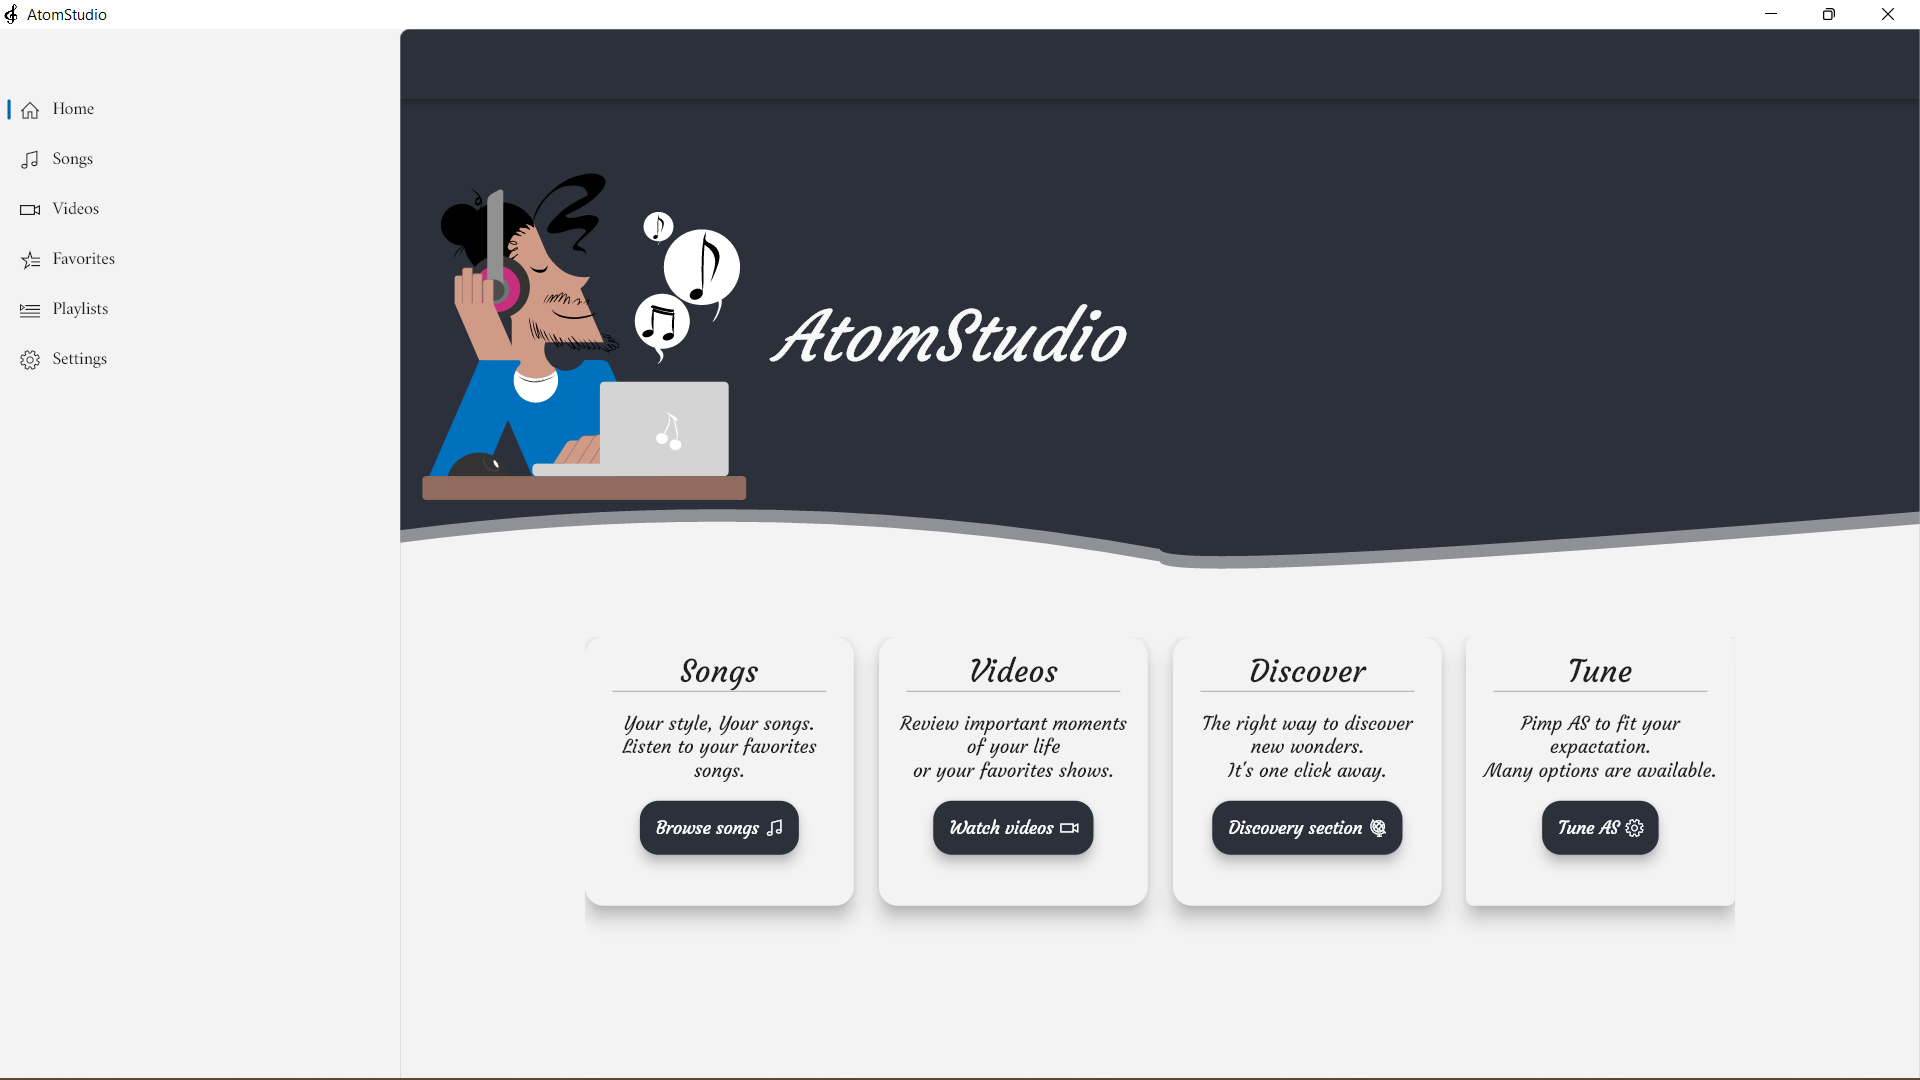 AtomStudio
Home
Songs
Videos
Favorites
Playlists
Settings
AtomStudio
Songs
Your style, Your songs.
Listen to your favorites
songs.
Browse songs
Videos
Review important moments
of your life
or your favorites shows.
Watch videos
Discover
The right way to discover
new wonders.
It's one click away.
Discovery section
Tune
Pimp AS to fit your
expactation.
Many options are available.
Tune AS